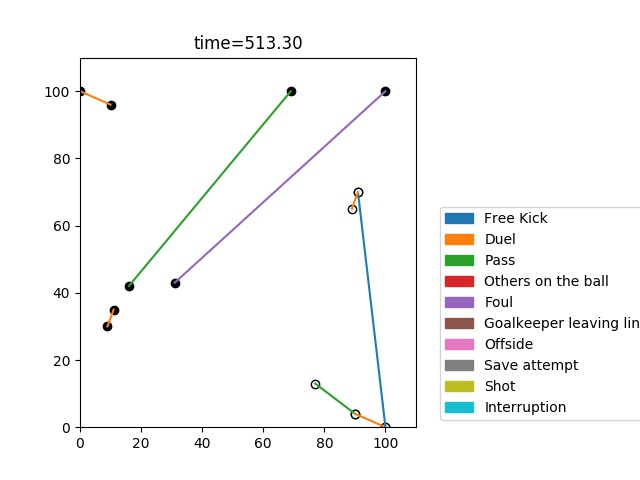 time=513.30
100
80
60
40
20
0
0
20
40
60
80
100
Free Kick
Duel
Pass
Others on the ball
Foul
Goalkeeper leaving lin
Offside
Save attempt
Shot
Interruption